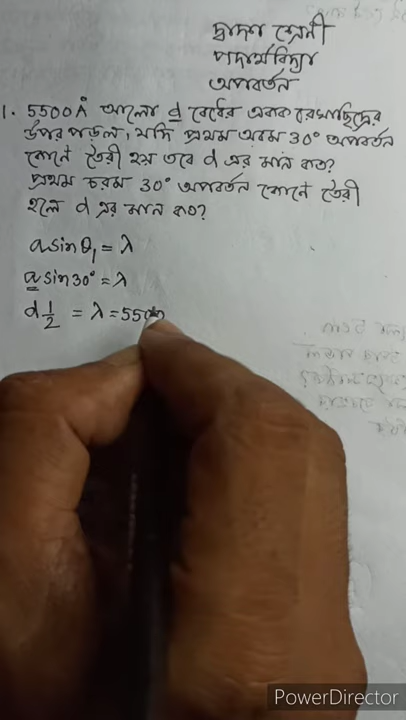 দ্বাদশ শ্রেণী
পদার্থবিদ্যা
অপবর্তন
1. 5500Å আলো d বেধের একক রেখাছিদ্রের
উপর পড়ল, যদি প্রথম অবম 30° অপবর্তন
কোণে তৈরী হয় তবে d এর মান কত?
প্রথম চরম 30° অপবর্তন কোণে তৈরী
হলে d এর মান কত?
a sin θ₁ = λ
a sin 30° = λ
d 1/2 = λ = 5500
PowerDirector